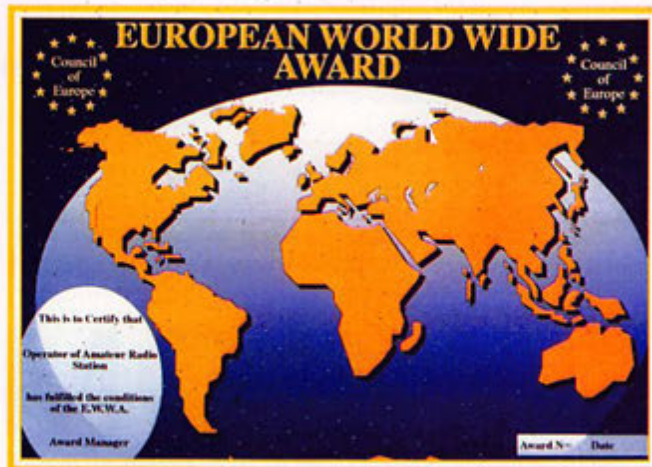 EUROPEAN WORLD WIDE
AWARD
Council
of
Europe
Council
of
Europe
This is to Certify that
Operator of Amateur Radio
Station
has fulfilled the conditions
of the E.W.W.A.
Award Manager
Award N° Date